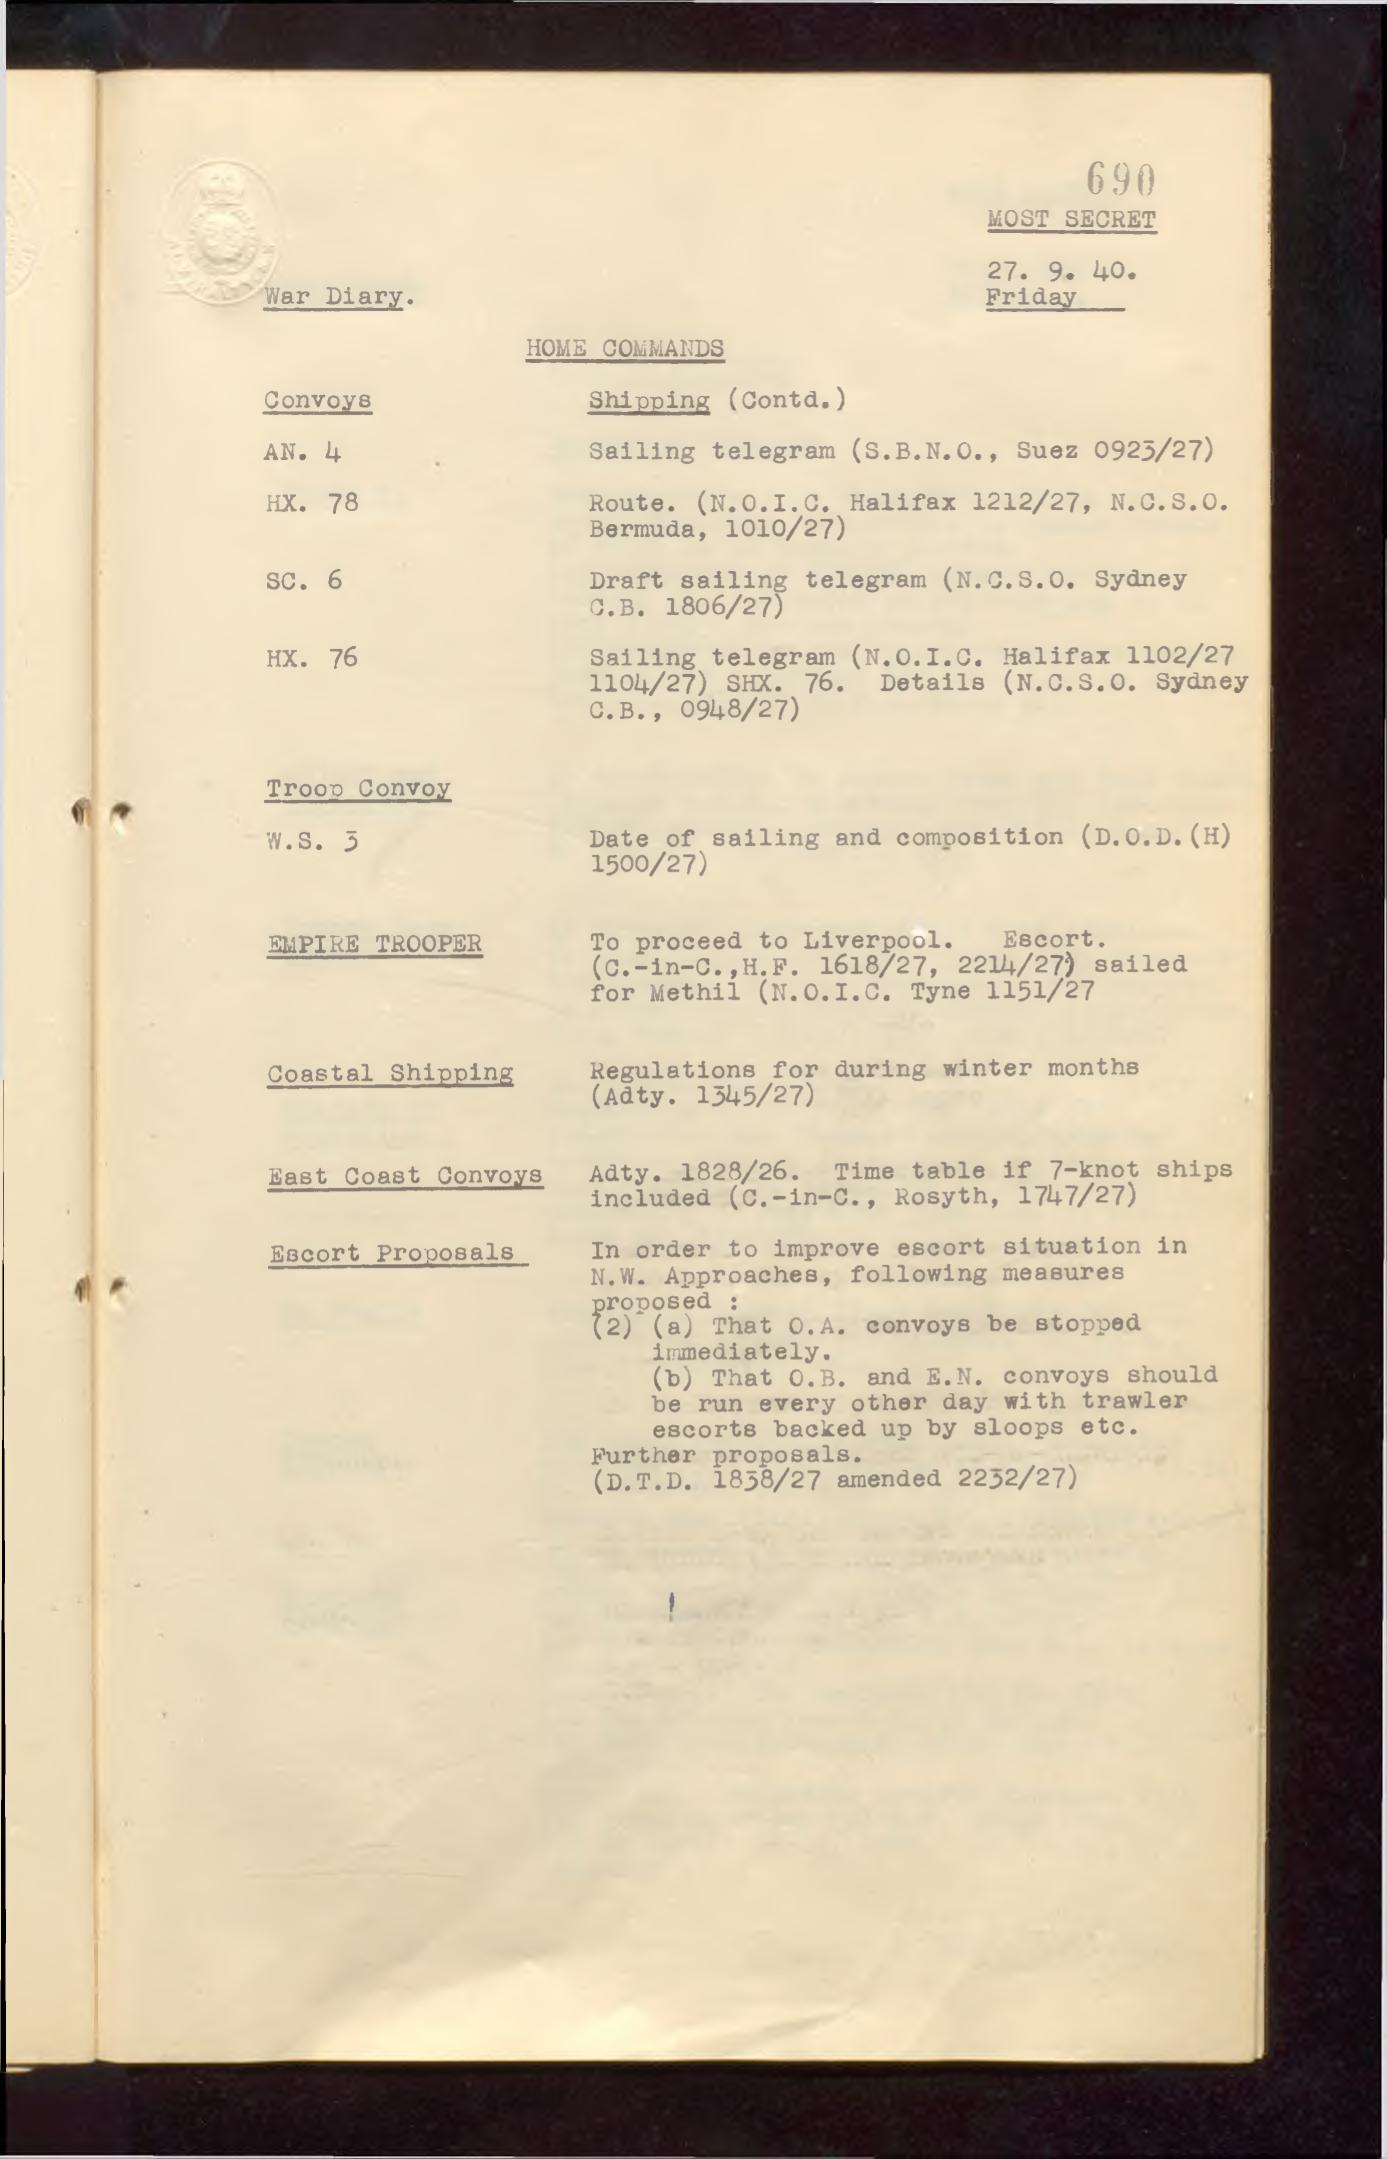 690
MOST SECRET
27. 9. 40.
War Diary.
Friday
HOME COMMANDS
Convoys Shipping (Contd.)
AN. 4 Sailing telegram (S.B.N.O., Suez 0923/27)
HX. 78 Route. (N.O.I.C. Halifax 1212/27, N.C.S.O.
Bermuda, 1010/27)
SC. 6 Draft sailing telegram (N.C.S.O. Sydney
C.B. 1806/27)
HX. 76 Sailing telegram (N.O.I.C. Halifax 1102/27
1104/27) SHX. 76. Details (N.C.S.O. Sydney
C.B., 0948/27)
Troop Convoy
W.S. 3 Date of sailing and composition (D.O.D.(H)
1500/27)
EMPIRE TROOPER To proceed to Liverpool. Escort.
(C.-in-C.,H.F. 1618/27, 2214/27) sailed
for Methil (N.O.I.C. Tyne 1151/27
Coastal Shipping Regulations for during winter months
(Adty. 1345/27)
East Coast Convoys Adty. 1828/26. Time table if 7-knot ships
included (C.-in-C., Rosyth, 1747/27)
Escort Proposals In order to improve escort situation in
N.W. Approaches, following measures
proposed :
(2) (a) That O.A. convoys be stopped
immediately.
(b) That O.B. and E.N. convoys should
be run every other day with trawler
escorts backed up by sloops etc.
Further proposals.
(D.T.D. 1838/27 amended 2232/27)